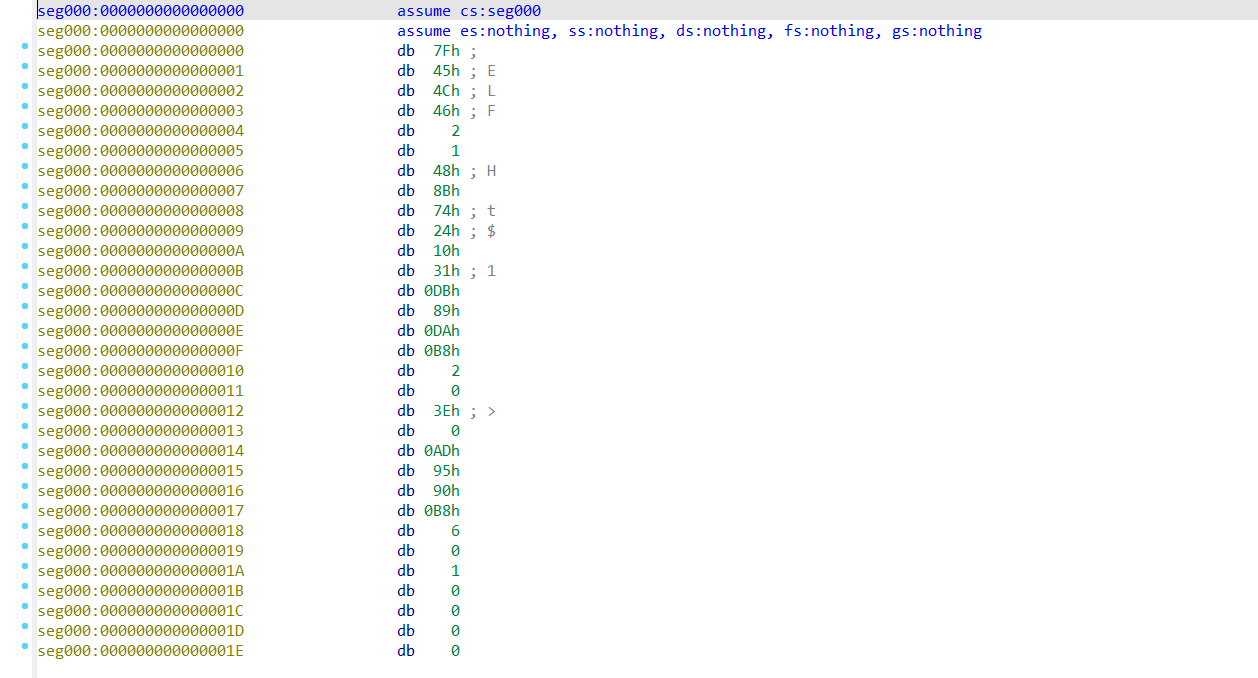 seg000:0000000000000000 assume cs:seg000
seg000:0000000000000000 assume es:nothing, ss:nothing, ds:nothing, fs:nothing, gs:nothing
seg000:0000000000000000 db 7Fh ;
seg000:0000000000000001 db 45h ; E
seg000:0000000000000002 db 4Ch ; L
seg000:0000000000000003 db 46h ; F
seg000:0000000000000004 db 2
seg000:0000000000000005 db 1
seg000:0000000000000006 db 48h ; H
seg000:0000000000000007 db 8Bh
seg000:0000000000000008 db 74h ; t
seg000:0000000000000009 db 24h ; $
seg000:000000000000000A db 10h
seg000:000000000000000B db 31h ; 1
seg000:000000000000000C db 0DBh
seg000:000000000000000D db 89h
seg000:000000000000000E db 0DAh
seg000:000000000000000F db 0B8h
seg000:0000000000000010 db 2
seg000:0000000000000011 db 0
seg000:0000000000000012 db 3Eh ; >
seg000:0000000000000013 db 0
seg000:0000000000000014 db 0ADh
seg000:0000000000000015 db 95h
seg000:0000000000000016 db 90h
seg000:0000000000000017 db 0B8h
seg000:0000000000000018 db 6
seg000:0000000000000019 db 0
seg000:000000000000001A db 1
seg000:000000000000001B db 0
seg000:000000000000001C db 0
seg000:000000000000001D db 0
seg000:000000000000001E db 0